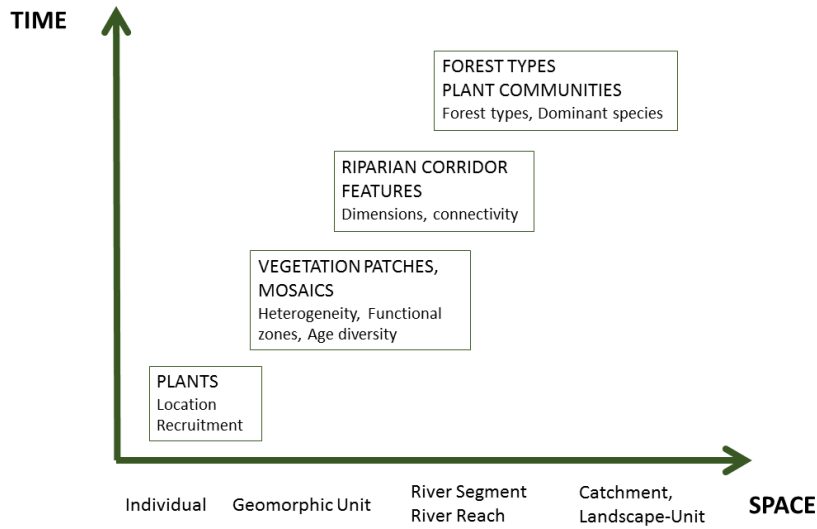 TIME
FOREST TYPES
PLANT COMMUNITIES
Forest types, Dominant species
RIPARIAN CORRIDOR
FEATURES
Dimensions, connectivity
VEGETATION PATCHES,
MOSAICS
Heterogeneity, Functional
zones, Age diversity
PLANTS
Location
Recruitment
Individual
Geomorphic Unit
River Segment
River Reach
Catchment,
Landscape-Unit
SPACE